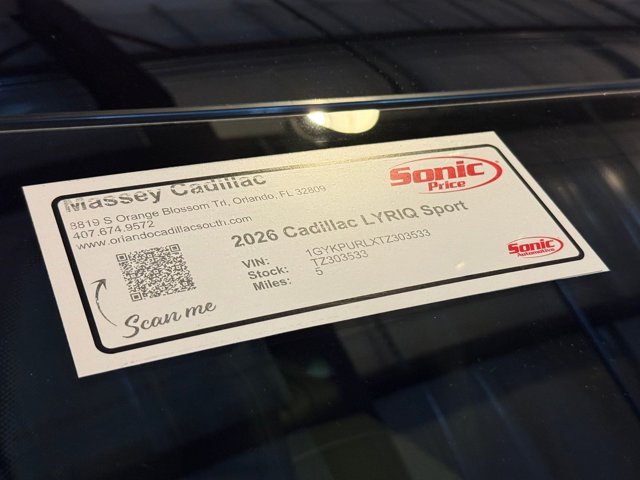 Massey Cadillac
8819 S Orange Blossom Trl, Orlando, FL 32809
407.674.9572
www.orlandocadillacsouth.com
Sonic
Price
2026 Cadillac LYRIQ Sport
VIN: 1GYKPURLXTZ303533
Stock: TZ303533
Miles: 5
Scan me
Sonic
Automotive